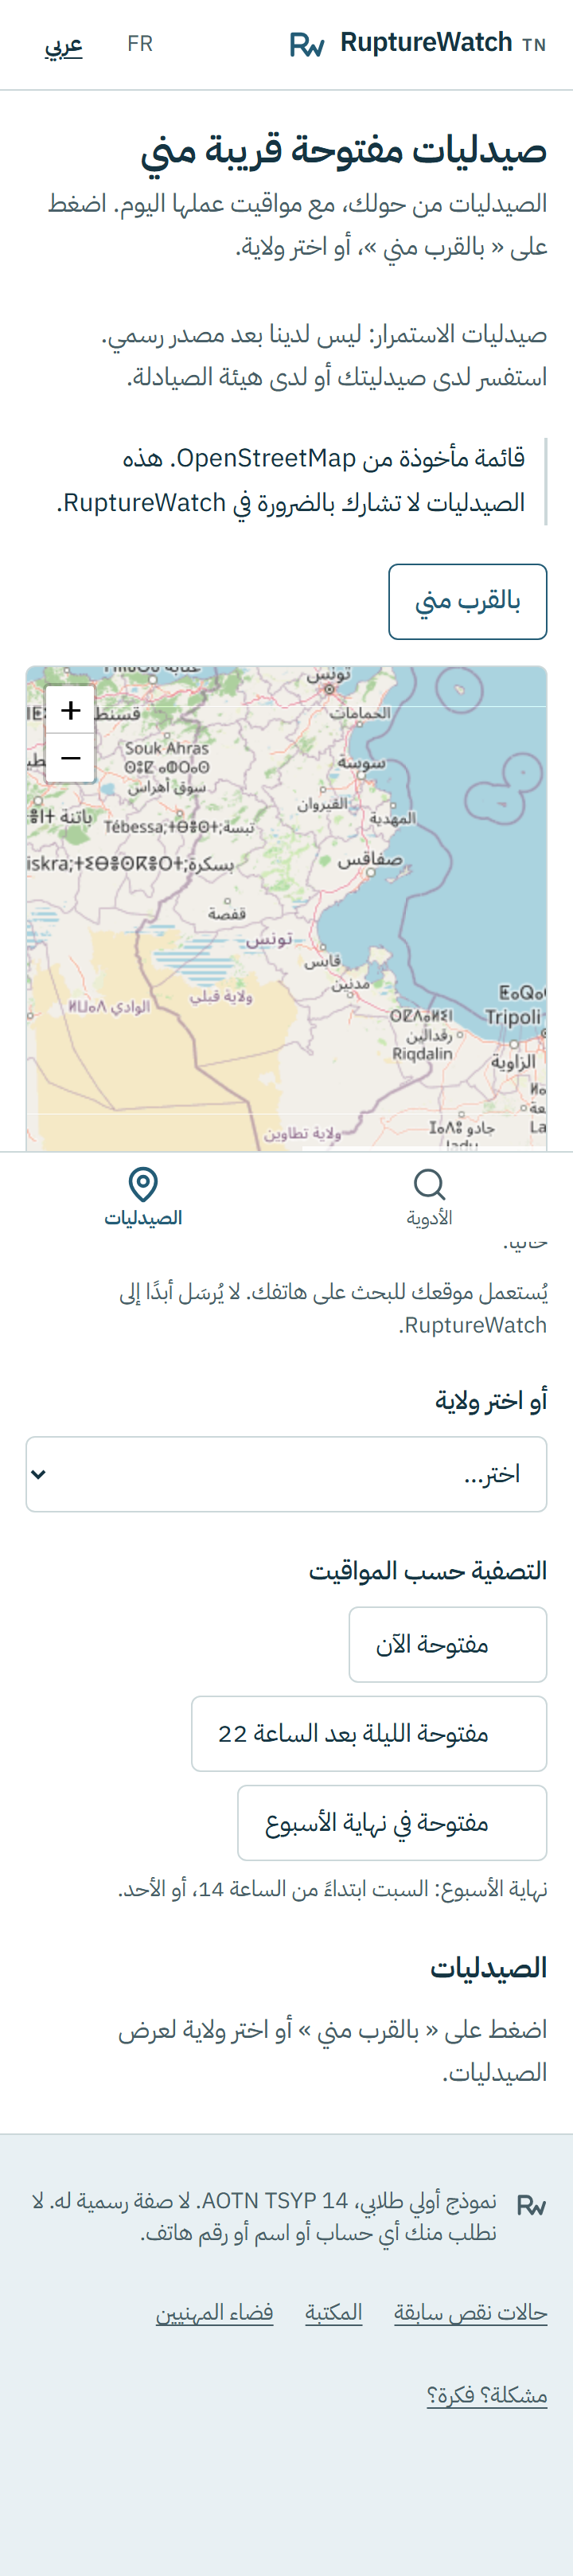 RuptureWatch TN
FR
عربي
صيدليات مفتوحة قريبة مني
الصيدليات من حولك، مع مواقيت عملها اليوم. اضغط
على « بالقرب مني »، أو اختر ولاية.
صيدليات الاستمرار: ليس لدينا بعد مصدر رسمي.
استفسر لدى صيدليتك أو لدى هيئة الصيادلة.
قائمة مأخوذة من OpenStreetMap. هذه
الصيدليات لا تشارك بالضرورة في RuptureWatch.
بالقرب مني
+
−
تونس
الحمامات
Souk Ahras
سوق أهراس
سوسة
القيروان
المهدية
باتنة
Tébessa;ⵜⴱⴻⵙⵜ;تبسة
صفاقس
بسكرة
قفصة
تونس
قابس
مدنين
ولاية قبلي
الوادي
Tripoli
رقدالين
Riqdalin
الزاوية
جادو
ولاية تطاوين
الأدوية
الصيدليات
يُستعمل موقعك للبحث على هاتفك. لا يُرسَل أبدًا إلى
RuptureWatch.
أو اختر ولاية
اختر...
التصفية حسب المواقيت
مفتوحة الآن
مفتوحة الليلة بعد الساعة 22
مفتوحة في نهاية الأسبوع
نهاية الأسبوع: السبت ابتداءً من الساعة 14، أو الأحد.
الصيدليات
اضغط على « بالقرب مني » أو اختر ولاية لعرض
الصيدليات.
نموذج أولي طلابي، AOTN TSYP 14. لا صفة رسمية له. لا
نطلب منك أي حساب أو اسم أو رقم هاتف.
حالات نقص سابقة
المكتبة
فضاء المهنيين
مشكلة؟ فكرة؟